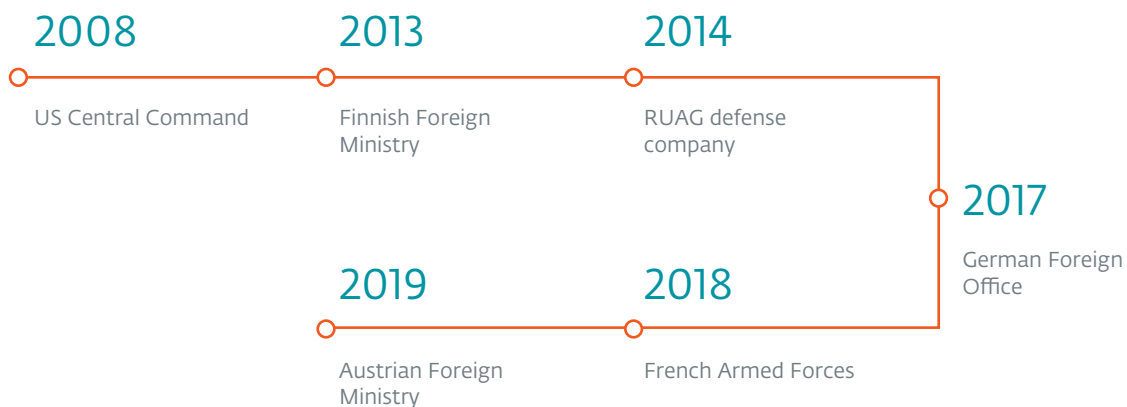 2008
US Central Command
2013
Finnish Foreign
Ministry
2014
RUAG defense
company
2017
German Foreign
Office
2018
French Armed Forces
2019
Austrian Foreign
Ministry